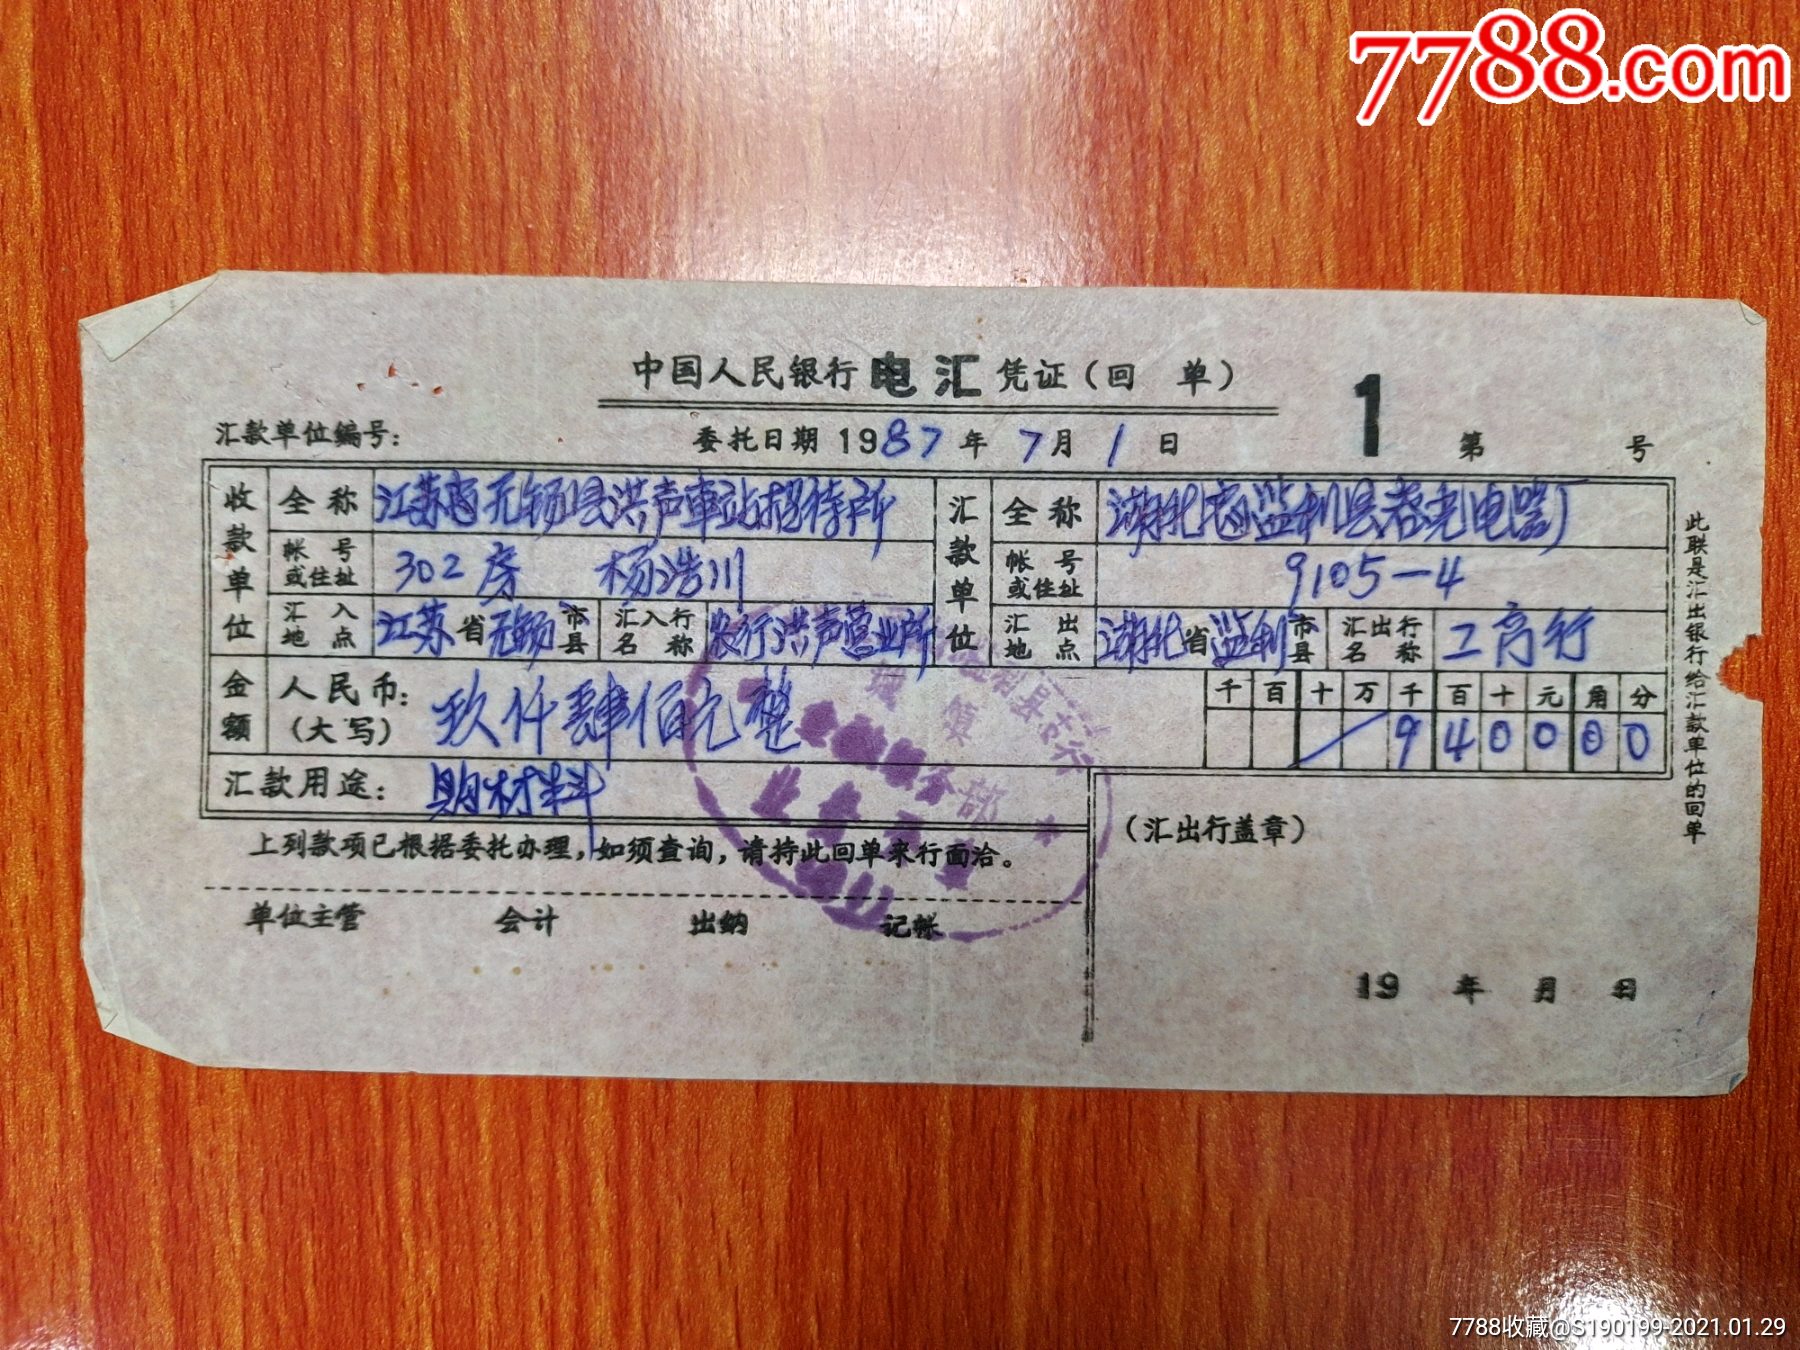 7788.com
中国人民银行 电汇 凭证（回 单）
1
汇款单位编号：
委托日期 1987 年 7 月 1 日
第 号
收款单位
全 称
江苏省无锡县洪声车站招待所
汇款单位
全 称
湖北省监利县春光电器厂
帐 号
或住址
302房 杨浩川
帐 号
或住址
9105-4
汇 入
地 点
江苏省无锡市县
汇入行
名 称
农行洪声营业所
汇 出
地 点
湖北省监利市县
汇出行
名 称
工商行
金额
人民币：
（大写）
玖仟肆佰元整
千 百 十 万 千 百 十 元 角 分
9 4 0 0 0 0
汇款用途：
购材料
上列款项已根据委托办理，如须查询，请持此回单来行面洽。
单位主管 会计 出纳 记帐
（汇出行盖章）
19 年 月 日
此联是汇出银行给汇款单位的回单
7788收藏@S190199-2021.01.29